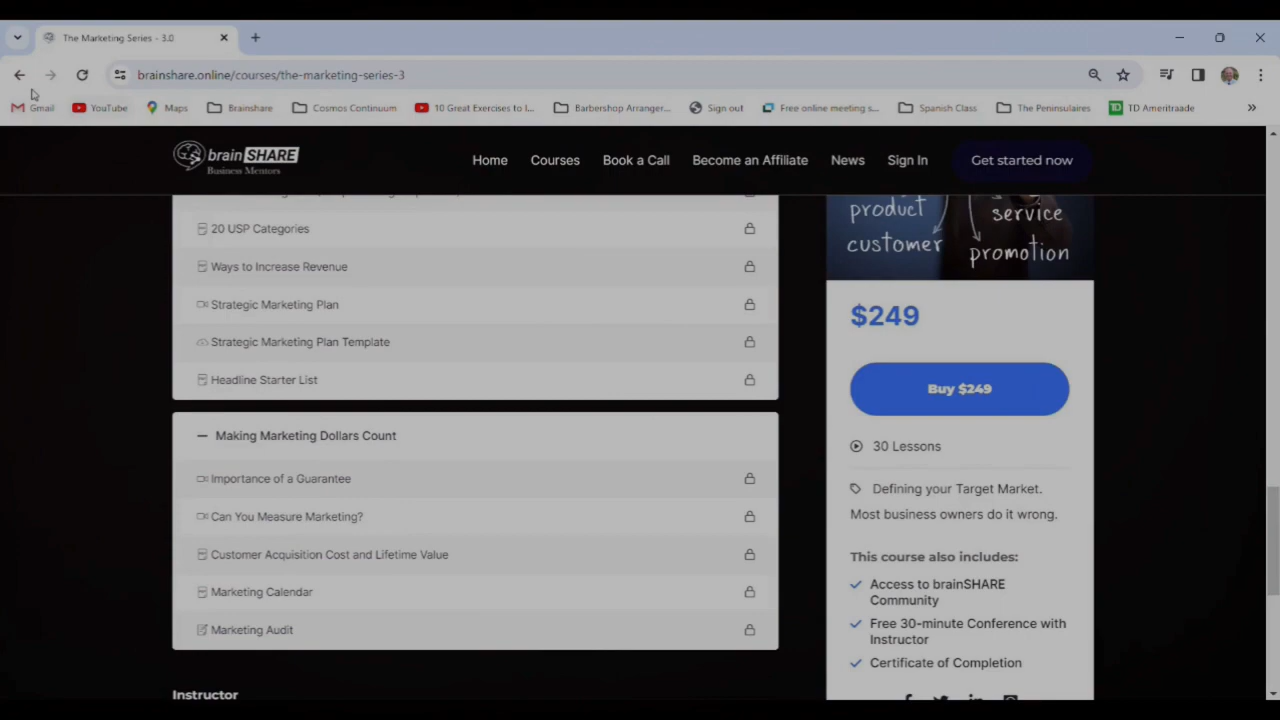 The Marketing Series - 3.0
brainshare.online/courses/the-marketing-series-3
Gmail YouTube Maps Brainshare Cosmos Continuum 10 Great Exercises to I... Barbershop Arranger... Sign out Free online meeting s... Spanish Class The Peninsulaires TD Ameritraade
brainSHARE
Business Mentors
Home Courses Book a Call Become an Affiliate News Sign In Get started now
20 USP Categories
Ways to Increase Revenue
Strategic Marketing Plan
Strategic Marketing Plan Template
Headline Starter List
Making Marketing Dollars Count
Importance of a Guarantee
Can You Measure Marketing?
Customer Acquisition Cost and Lifetime Value
Marketing Calendar
Marketing Audit
Instructor
product
service
customer
promotion
$249
Buy $249
30 Lessons
Defining your Target Market.
Most business owners do it wrong.
This course also includes:
Access to brainSHARE
Community
Free 30-minute Conference with
Instructor
Certificate of Completion